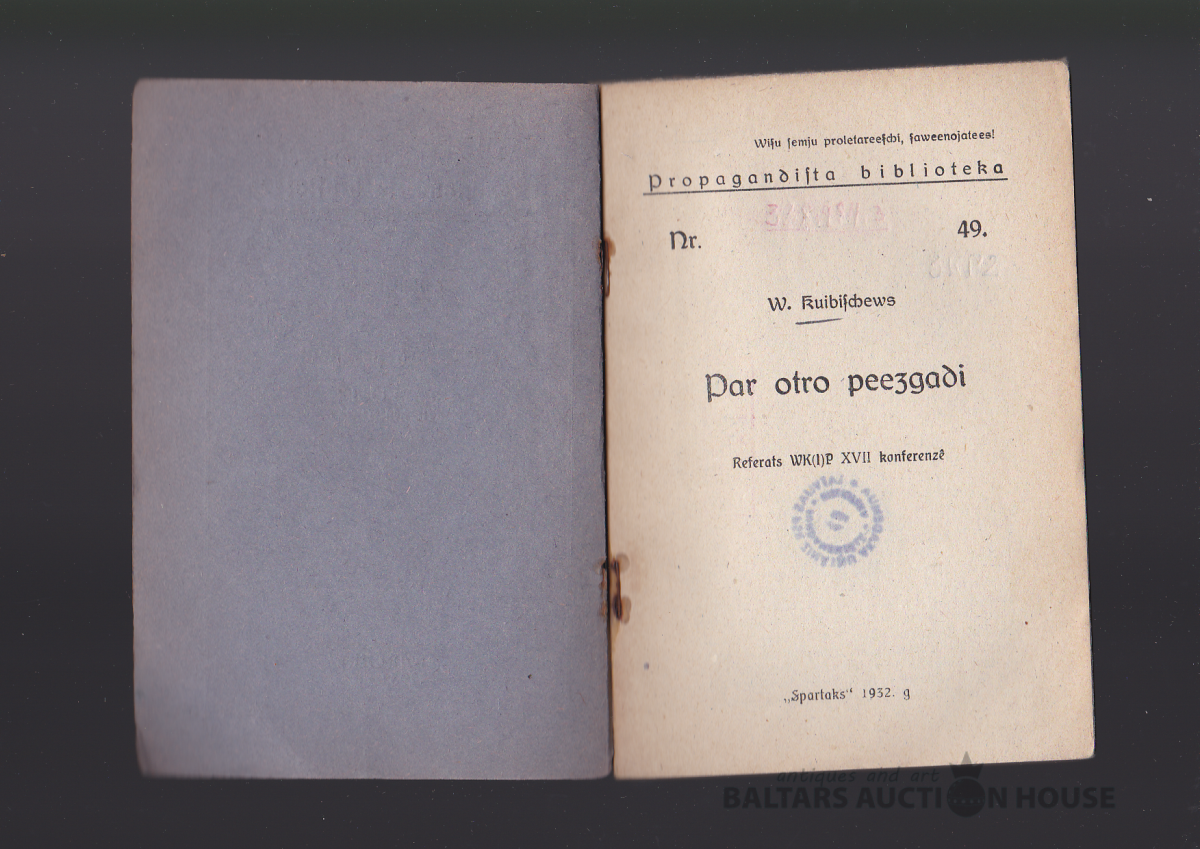 Wiſu ſemju proletareeſchi, ſaweenojatees!
Propagandiſta biblioteka
Nr. 49.
W. Kuibiſchews
Par otro peezgadi
Referats WK(l)P XVII konferenzê
„Spartaks“ 1932. g
antiques and art
BALTARS AUCTION HOUSE